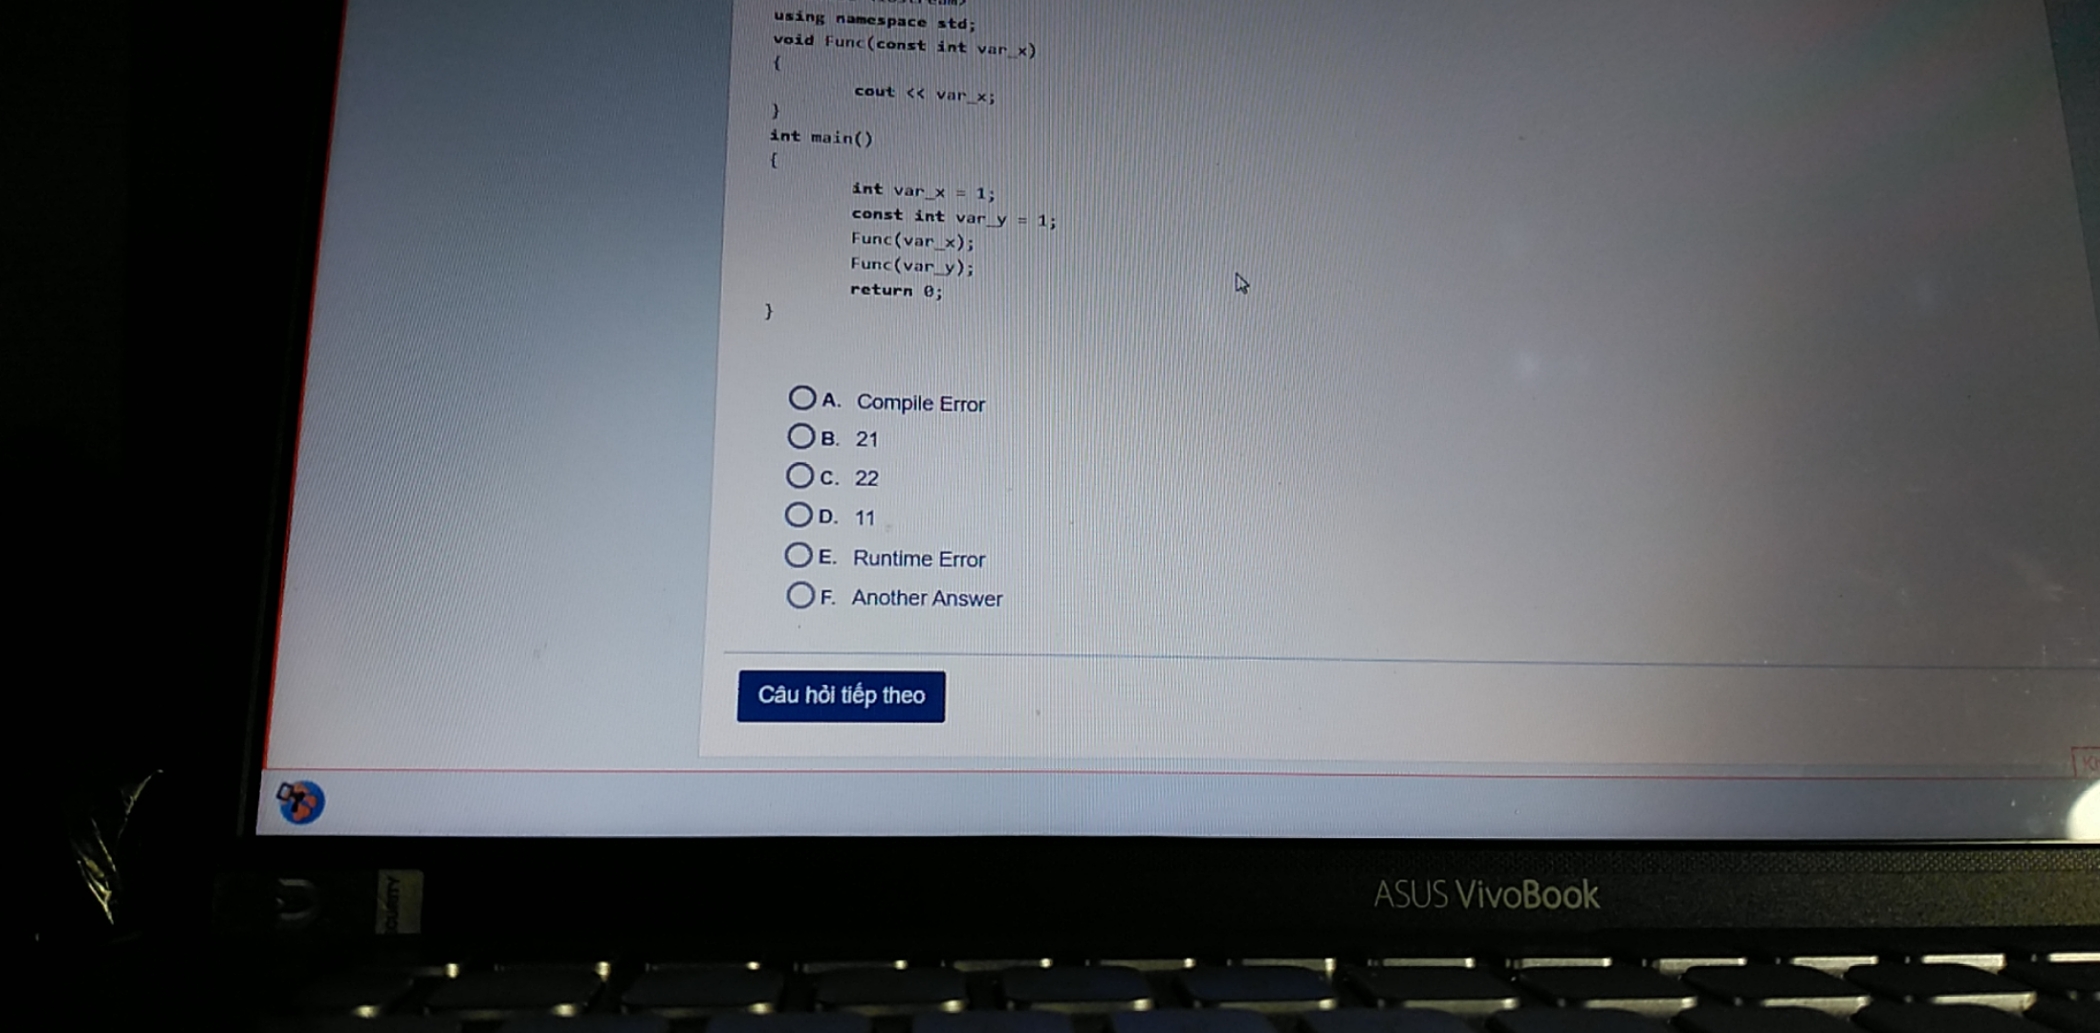 using namespace std;
void Func(const int var_x)
{
cout << var_x;
}
int main()
{
int var_x = 1;
const int var_y = 1;
Func(var_x);
Func(var_y);
return 0;
}
A. Compile Error
B. 21
C. 22
D. 11
E. Runtime Error
F. Another Answer
Câu hỏi tiếp theo
ASUS VivoBook